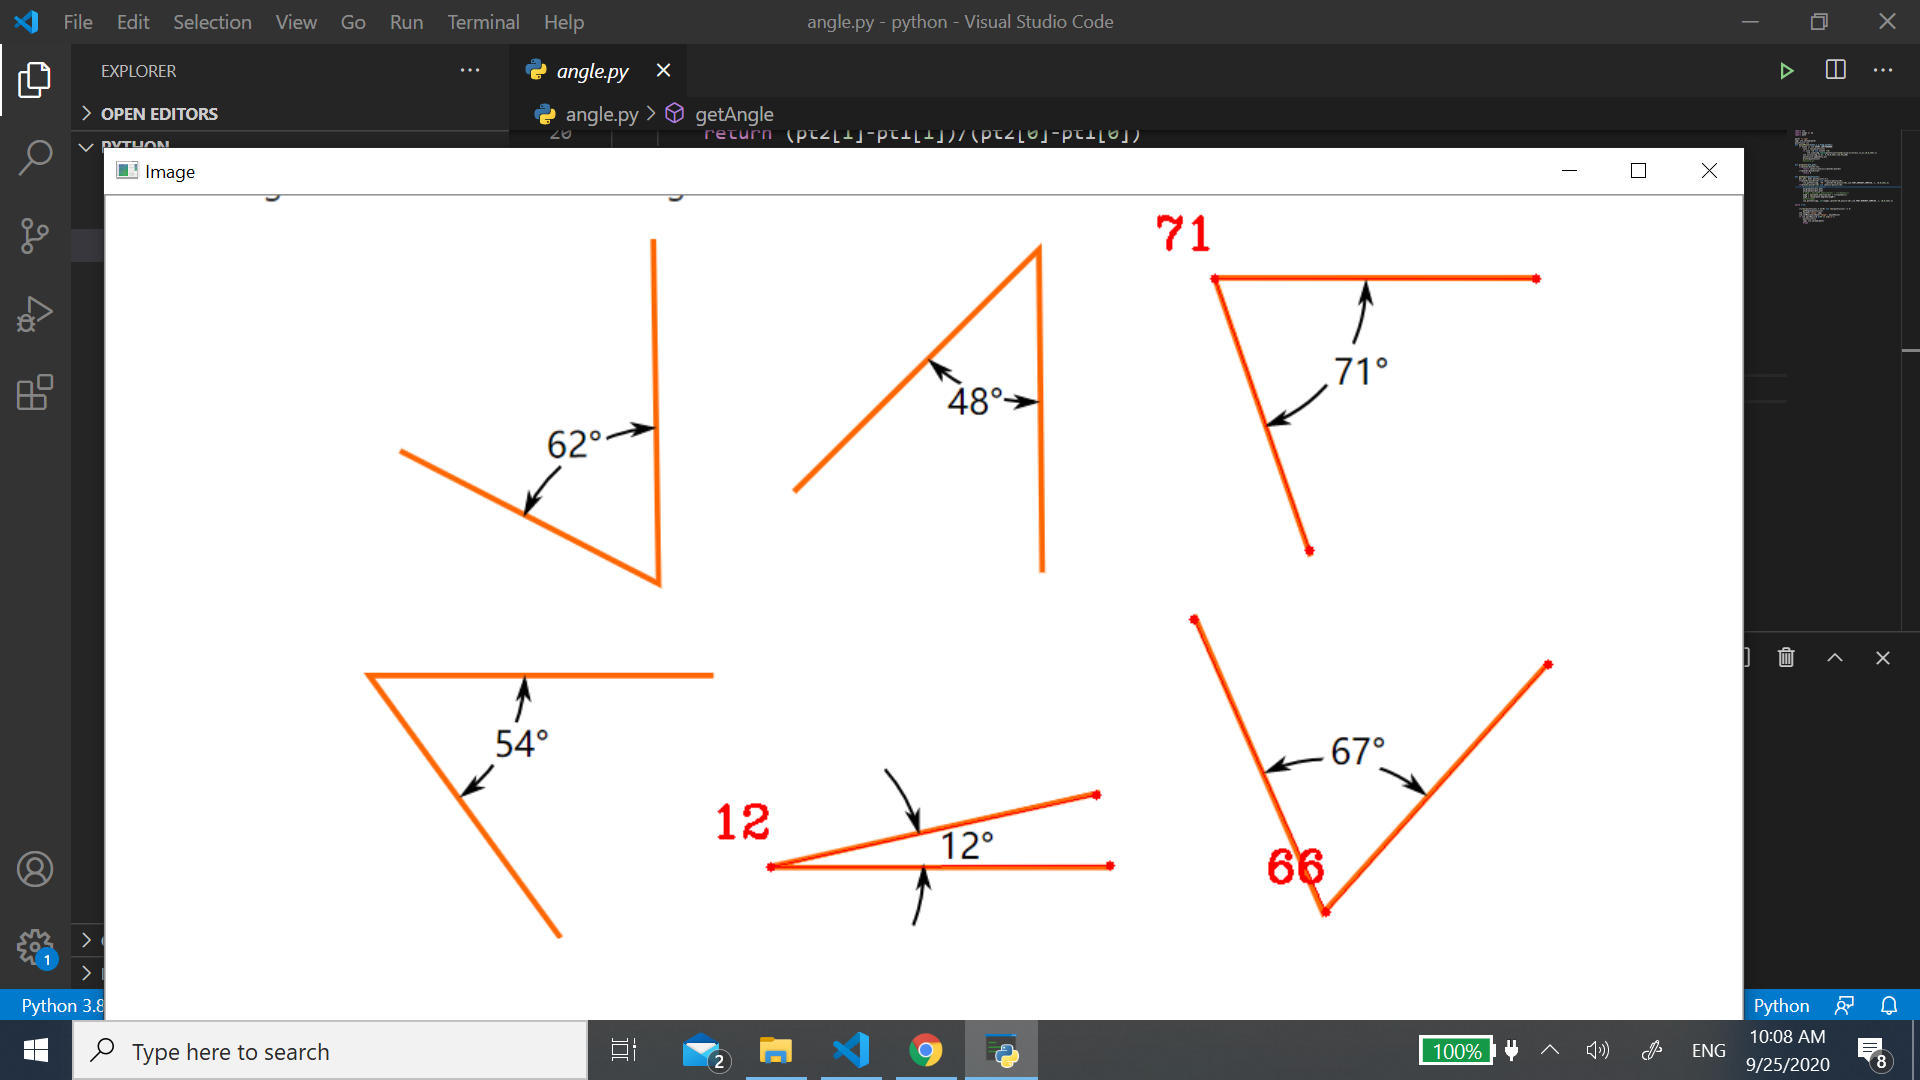 File Edit Selection View Go Run Terminal Help angle.py - python - Visual Studio Code
EXPLORER
angle.py
OPEN EDITORS
angle.py > getAngle
PYTHON
20 return (pt2[1]-pt1[1])/(pt2[0]-pt1[0])
Image
71
71°
48°
62°
54°
67°
12
12°
66
1
Python 3.8
Python
Type here to search
2
100%
ENG
10:08 AM
9/25/2020
8